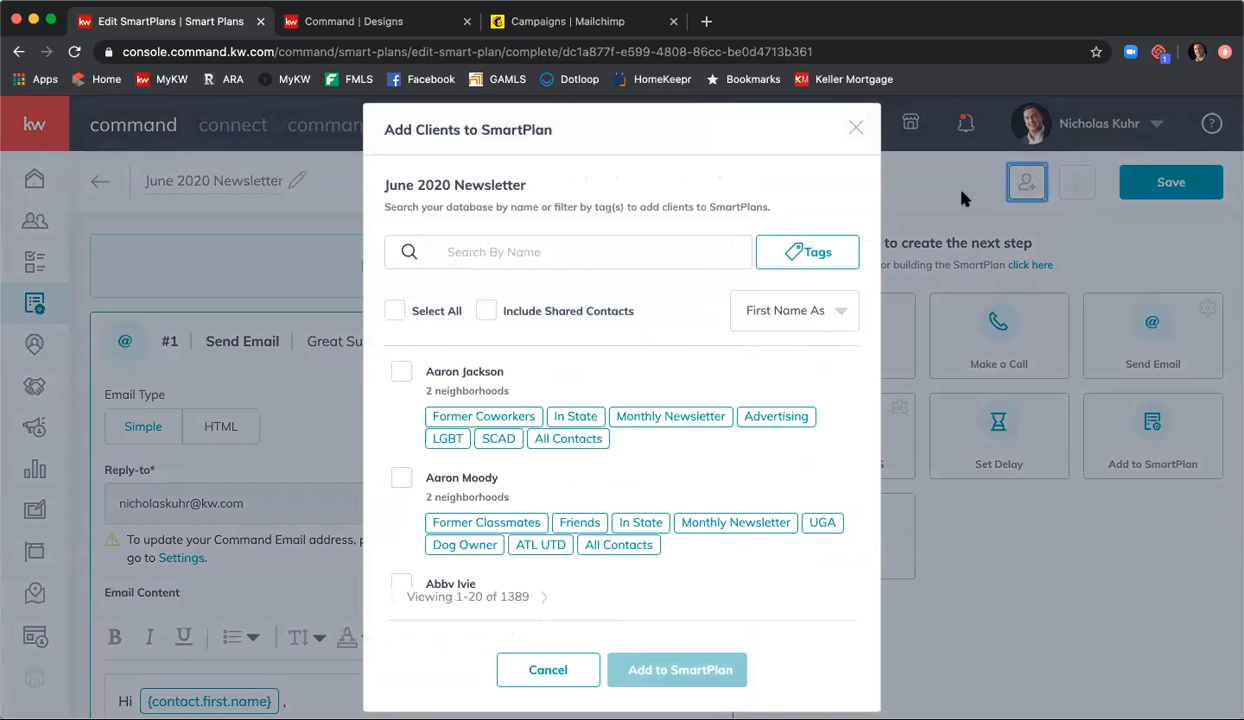 Edit SmartPlans | Smart Plans
Command | Designs
Campaigns | Mailchimp
console.command.kw.com/command/smart-plans/edit-smart-plan/complete/dc1a877f-e599-4808-86cc-be0d4713b361
1
Apps
Home
kw MyKW
R ARA
MyKW
FMLS
Facebook
GAMLS
Dotloop
HomeKeepr
Bookmarks
KM Keller Mortgage
kw
command
connect
Nicholas Kuhr
June 2020 Newsletter
Save
Add Clients to SmartPlan
June 2020 Newsletter
Search your database by name or filter by tag(s) to add clients to SmartPlans.
Search By Name
Tags
Select All
Include Shared Contacts
First Name As
Aaron Jackson
2 neighborhoods
Former Coworkers
In State
Monthly Newsletter
Advertising
LGBT
SCAD
All Contacts
Aaron Moody
2 neighborhoods
Former Classmates
Friends
In State
Monthly Newsletter
UGA
Dog Owner
ATL UTD
All Contacts
Abby Ivie
Viewing 1-20 of 1389
Cancel
Add to SmartPlan
to create the next step
or building the SmartPlan click here
Make a Call
@
Send Email
Set Delay
Add to SmartPlan
@ #1 Send Email
Email Type
Simple
HTML
Reply-to*
nicholaskuhr@kw.com
To update your Command Email address,
go to Settings.
Email Content
B I U
Hi {contact.first.name} ,